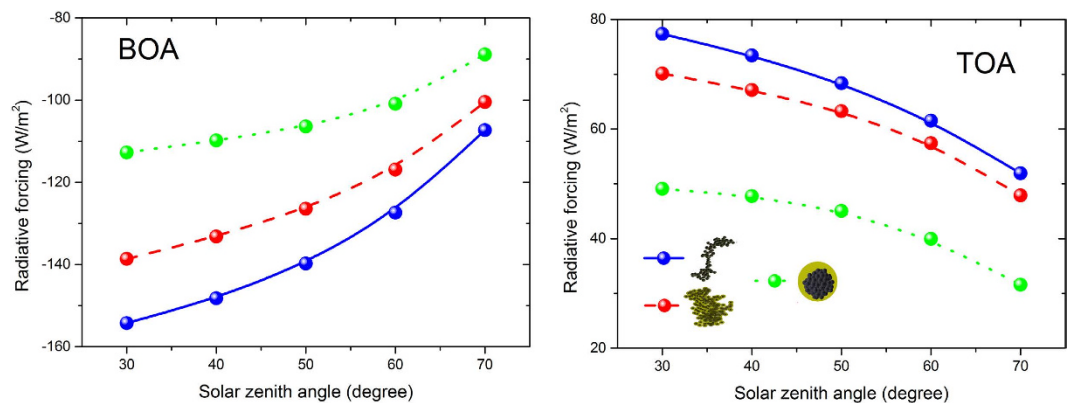 BOA
Radiative forcing (W/m²)
-80
-100
-120
-140
-160
30 40 50 60 70
Solar zenith angle (degree)
TOA
Radiative forcing (W/m²)
80
60
40
20
30 40 50 60 70
Solar zenith angle (degree)